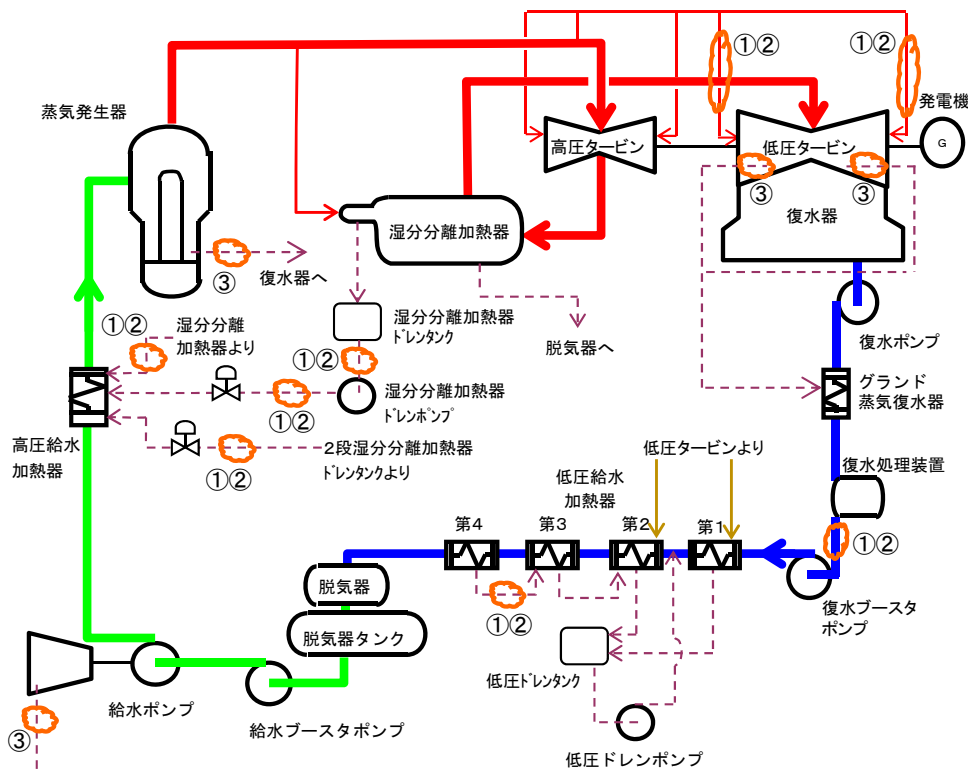 ①②
①②
蒸気発生器
発電機
G
高圧タービン
低圧タービン
③
③
湿分分離加熱器
復水器
③
復水器へ
①②
湿分分離
加熱器より
湿分分離加熱器
ﾄﾞﾚﾝタンク
脱気器へ
復水ポンプ
①②
①②
湿分分離加熱器
ﾄﾞﾚﾝﾎﾟﾝﾌﾟ
グランド
蒸気復水器
高圧給水
加熱器
①②
2段湿分分離加熱器
ﾄﾞﾚﾝタンクより
低圧タービンより
低圧給水
加熱器
復水処理装置
第4
第3
第2
第1
①②
脱気器
①②
復水ブースタ
ポンプ
脱気器タンク
低圧ﾄﾞﾚﾝタンク
給水ポンプ
給水ブースタポンプ
③
低圧ドレンポンプ